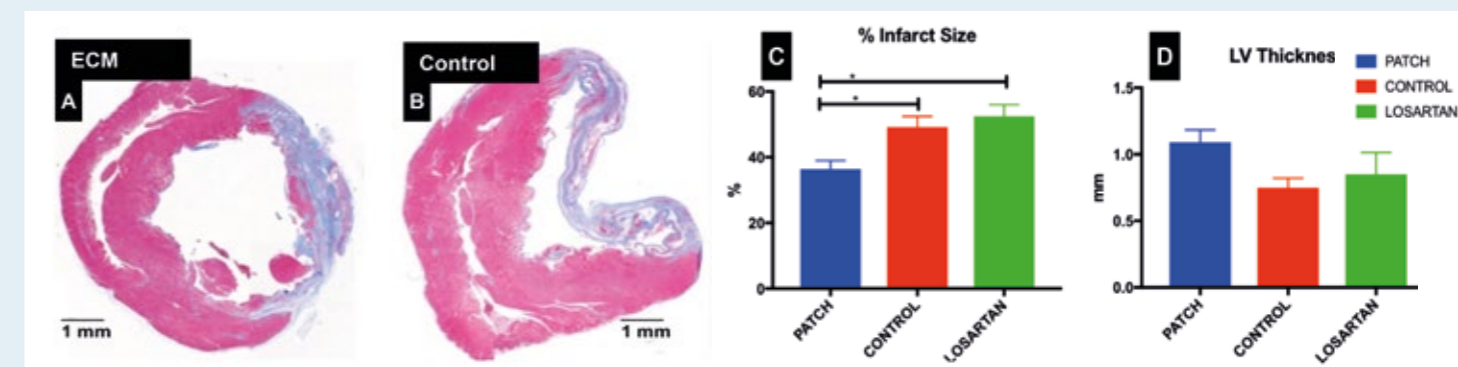 ECM
A
1 mm
Control
B
1 mm
C
% Infarct Size
*
*
60
40
20
0
%
PATCH
CONTROL
LOSARTAN
D
LV Thicknes
PATCH
CONTROL
LOSARTAN
1.5
1.0
0.5
0.0
mm
PATCH
CONTROL
LOSARTAN